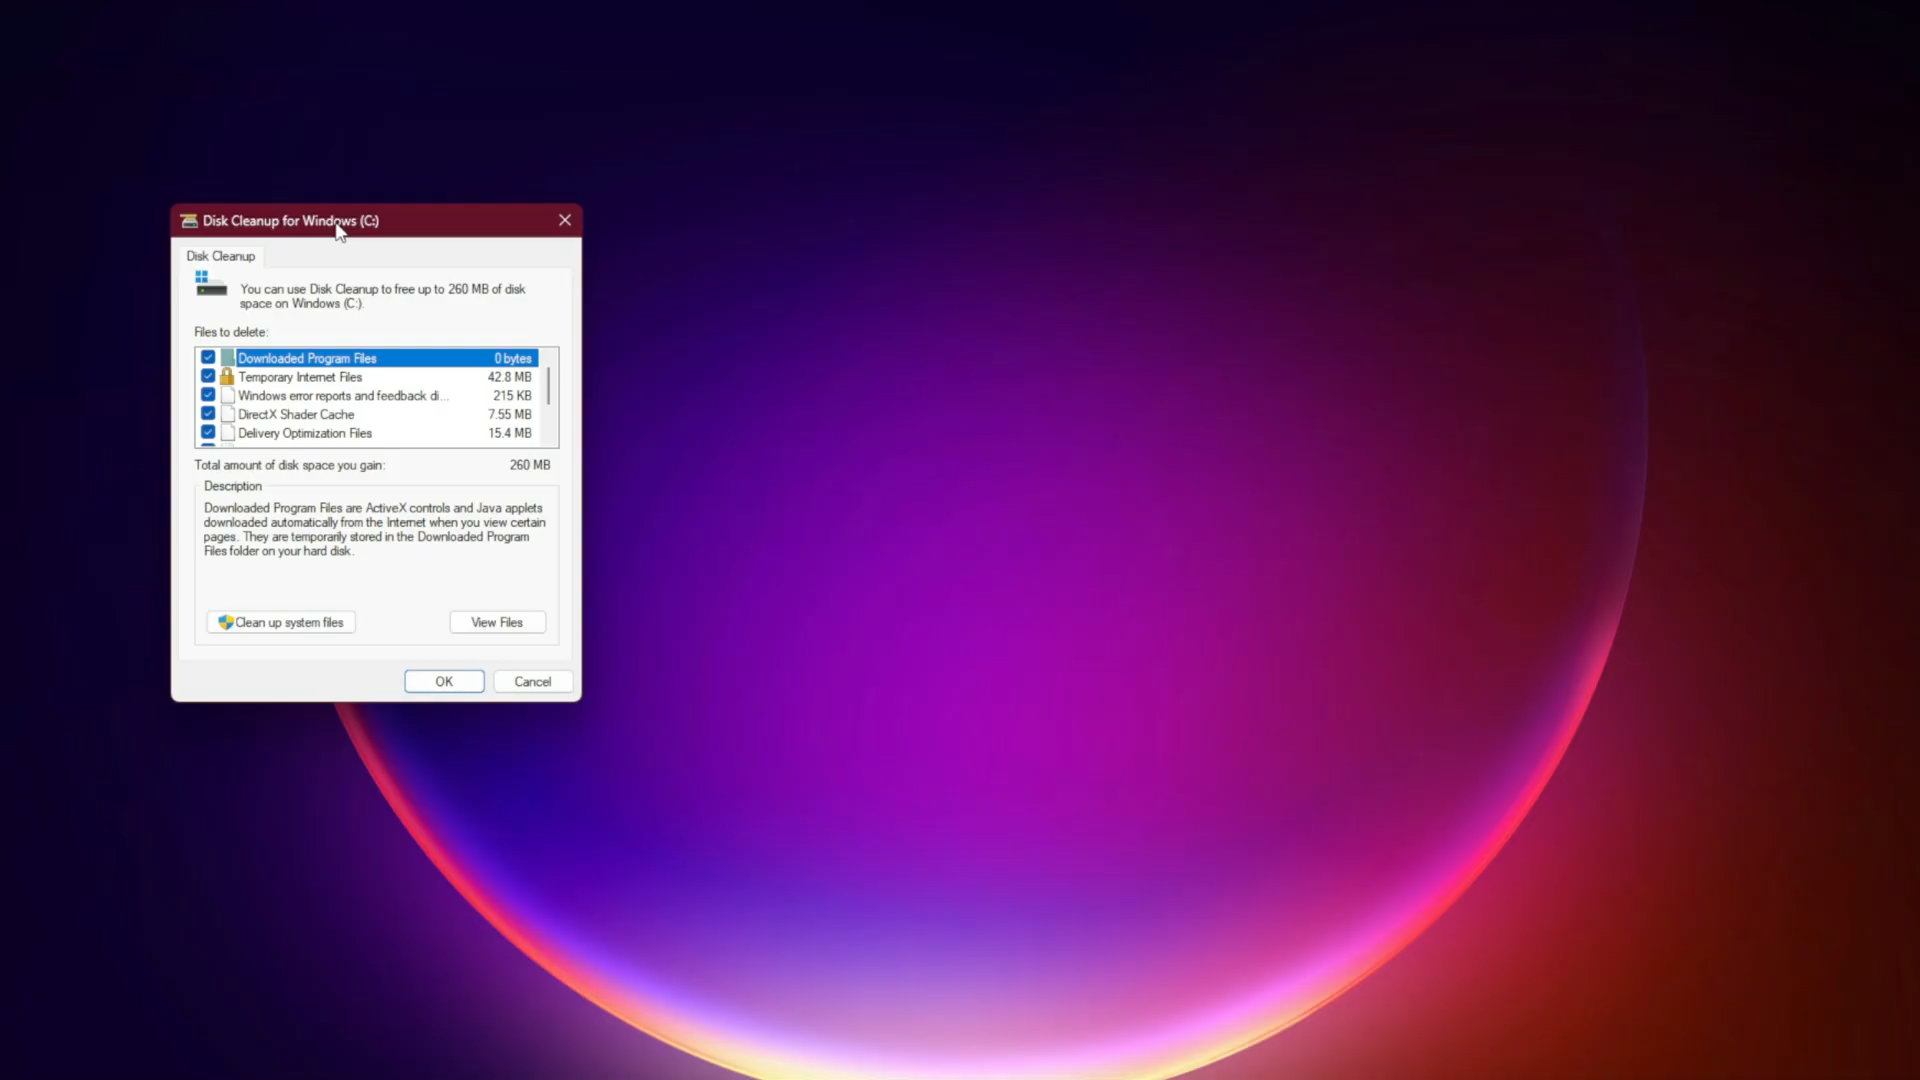 Disk Cleanup for Windows (C:)
Disk Cleanup
You can use Disk Cleanup to free up to 260 MB of disk
space on Windows (C:).
Files to delete:
Downloaded Program Files 0 bytes
Temporary Internet Files 42.8 MB
Windows error reports and feedback di... 215 KB
DirectX Shader Cache 7.55 MB
Delivery Optimization Files 15.4 MB
Total amount of disk space you gain: 260 MB
Description
Downloaded Program Files are ActiveX controls and Java applets
downloaded automatically from the Internet when you view certain
pages. They are temporarily stored in the Downloaded Program
Files folder on your hard disk.
Clean up system files View Files
OK Cancel